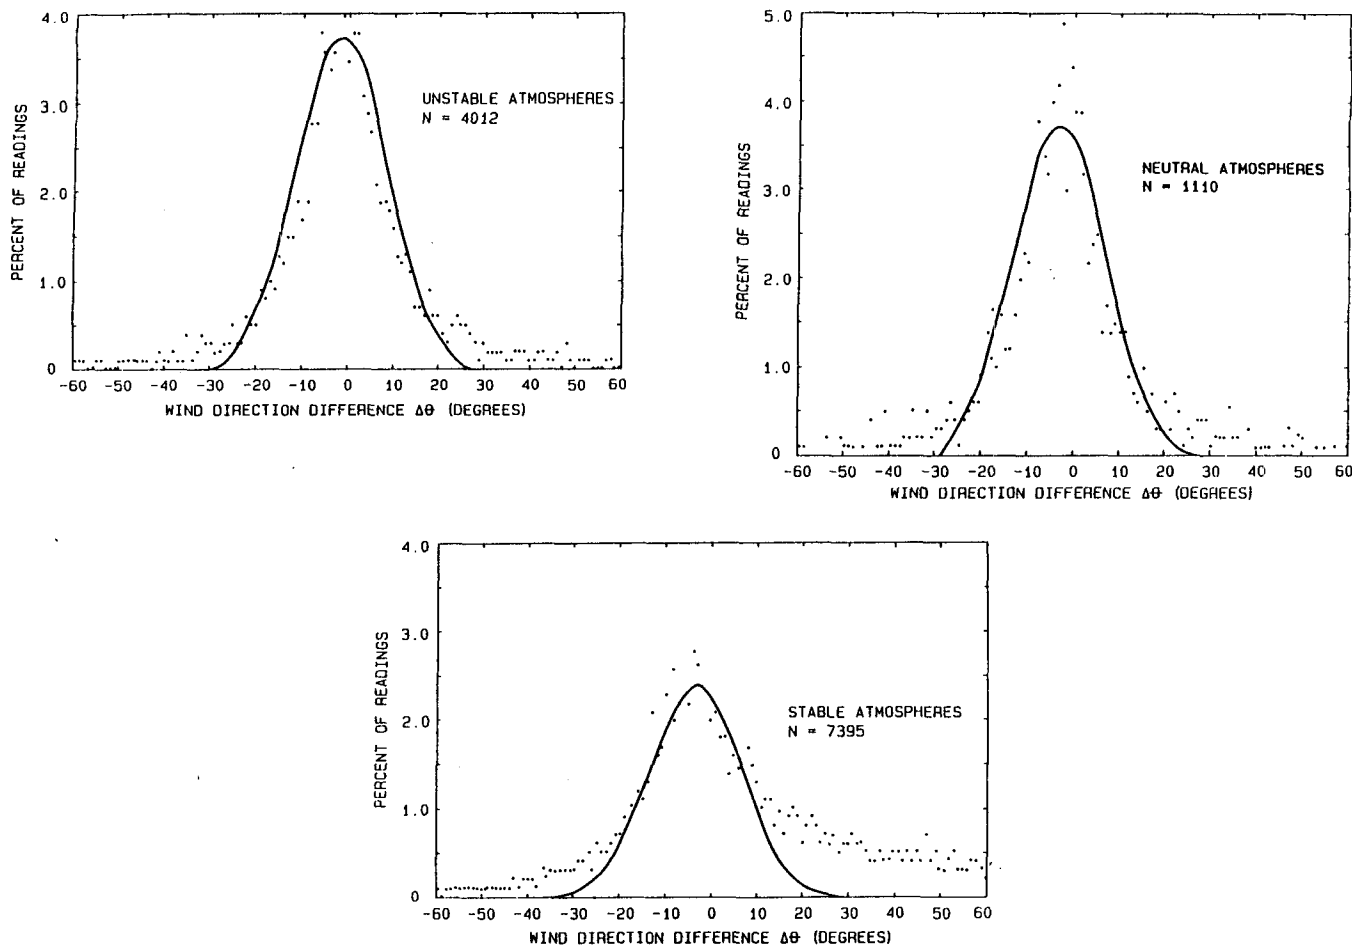 4.0
3.0
2.0
1.0
0
PERCENT OF READINGS
UNSTABLE ATMOSPHERES
N = 4012
-60 -50 -40 -30 -20 -10 0 10 20 30 40 50 60
WIND DIRECTION DIFFERENCE Δθ (DEGREES)
5.0
4.0
3.0
2.0
1.0
0
PERCENT OF READINGS
NEUTRAL ATMOSPHERES
N = 1110
-60 -50 -40 -30 -20 -10 0 10 20 30 40 50 60
WIND DIRECTION DIFFERENCE Δθ (DEGREES)
4.0
3.0
2.0
1.0
0
PERCENT OF READINGS
STABLE ATMOSPHERES
N = 7395
-60 -50 -40 -30 -20 -10 0 10 20 30 40 50 60
WIND DIRECTION DIFFERENCE Δθ (DEGREES)